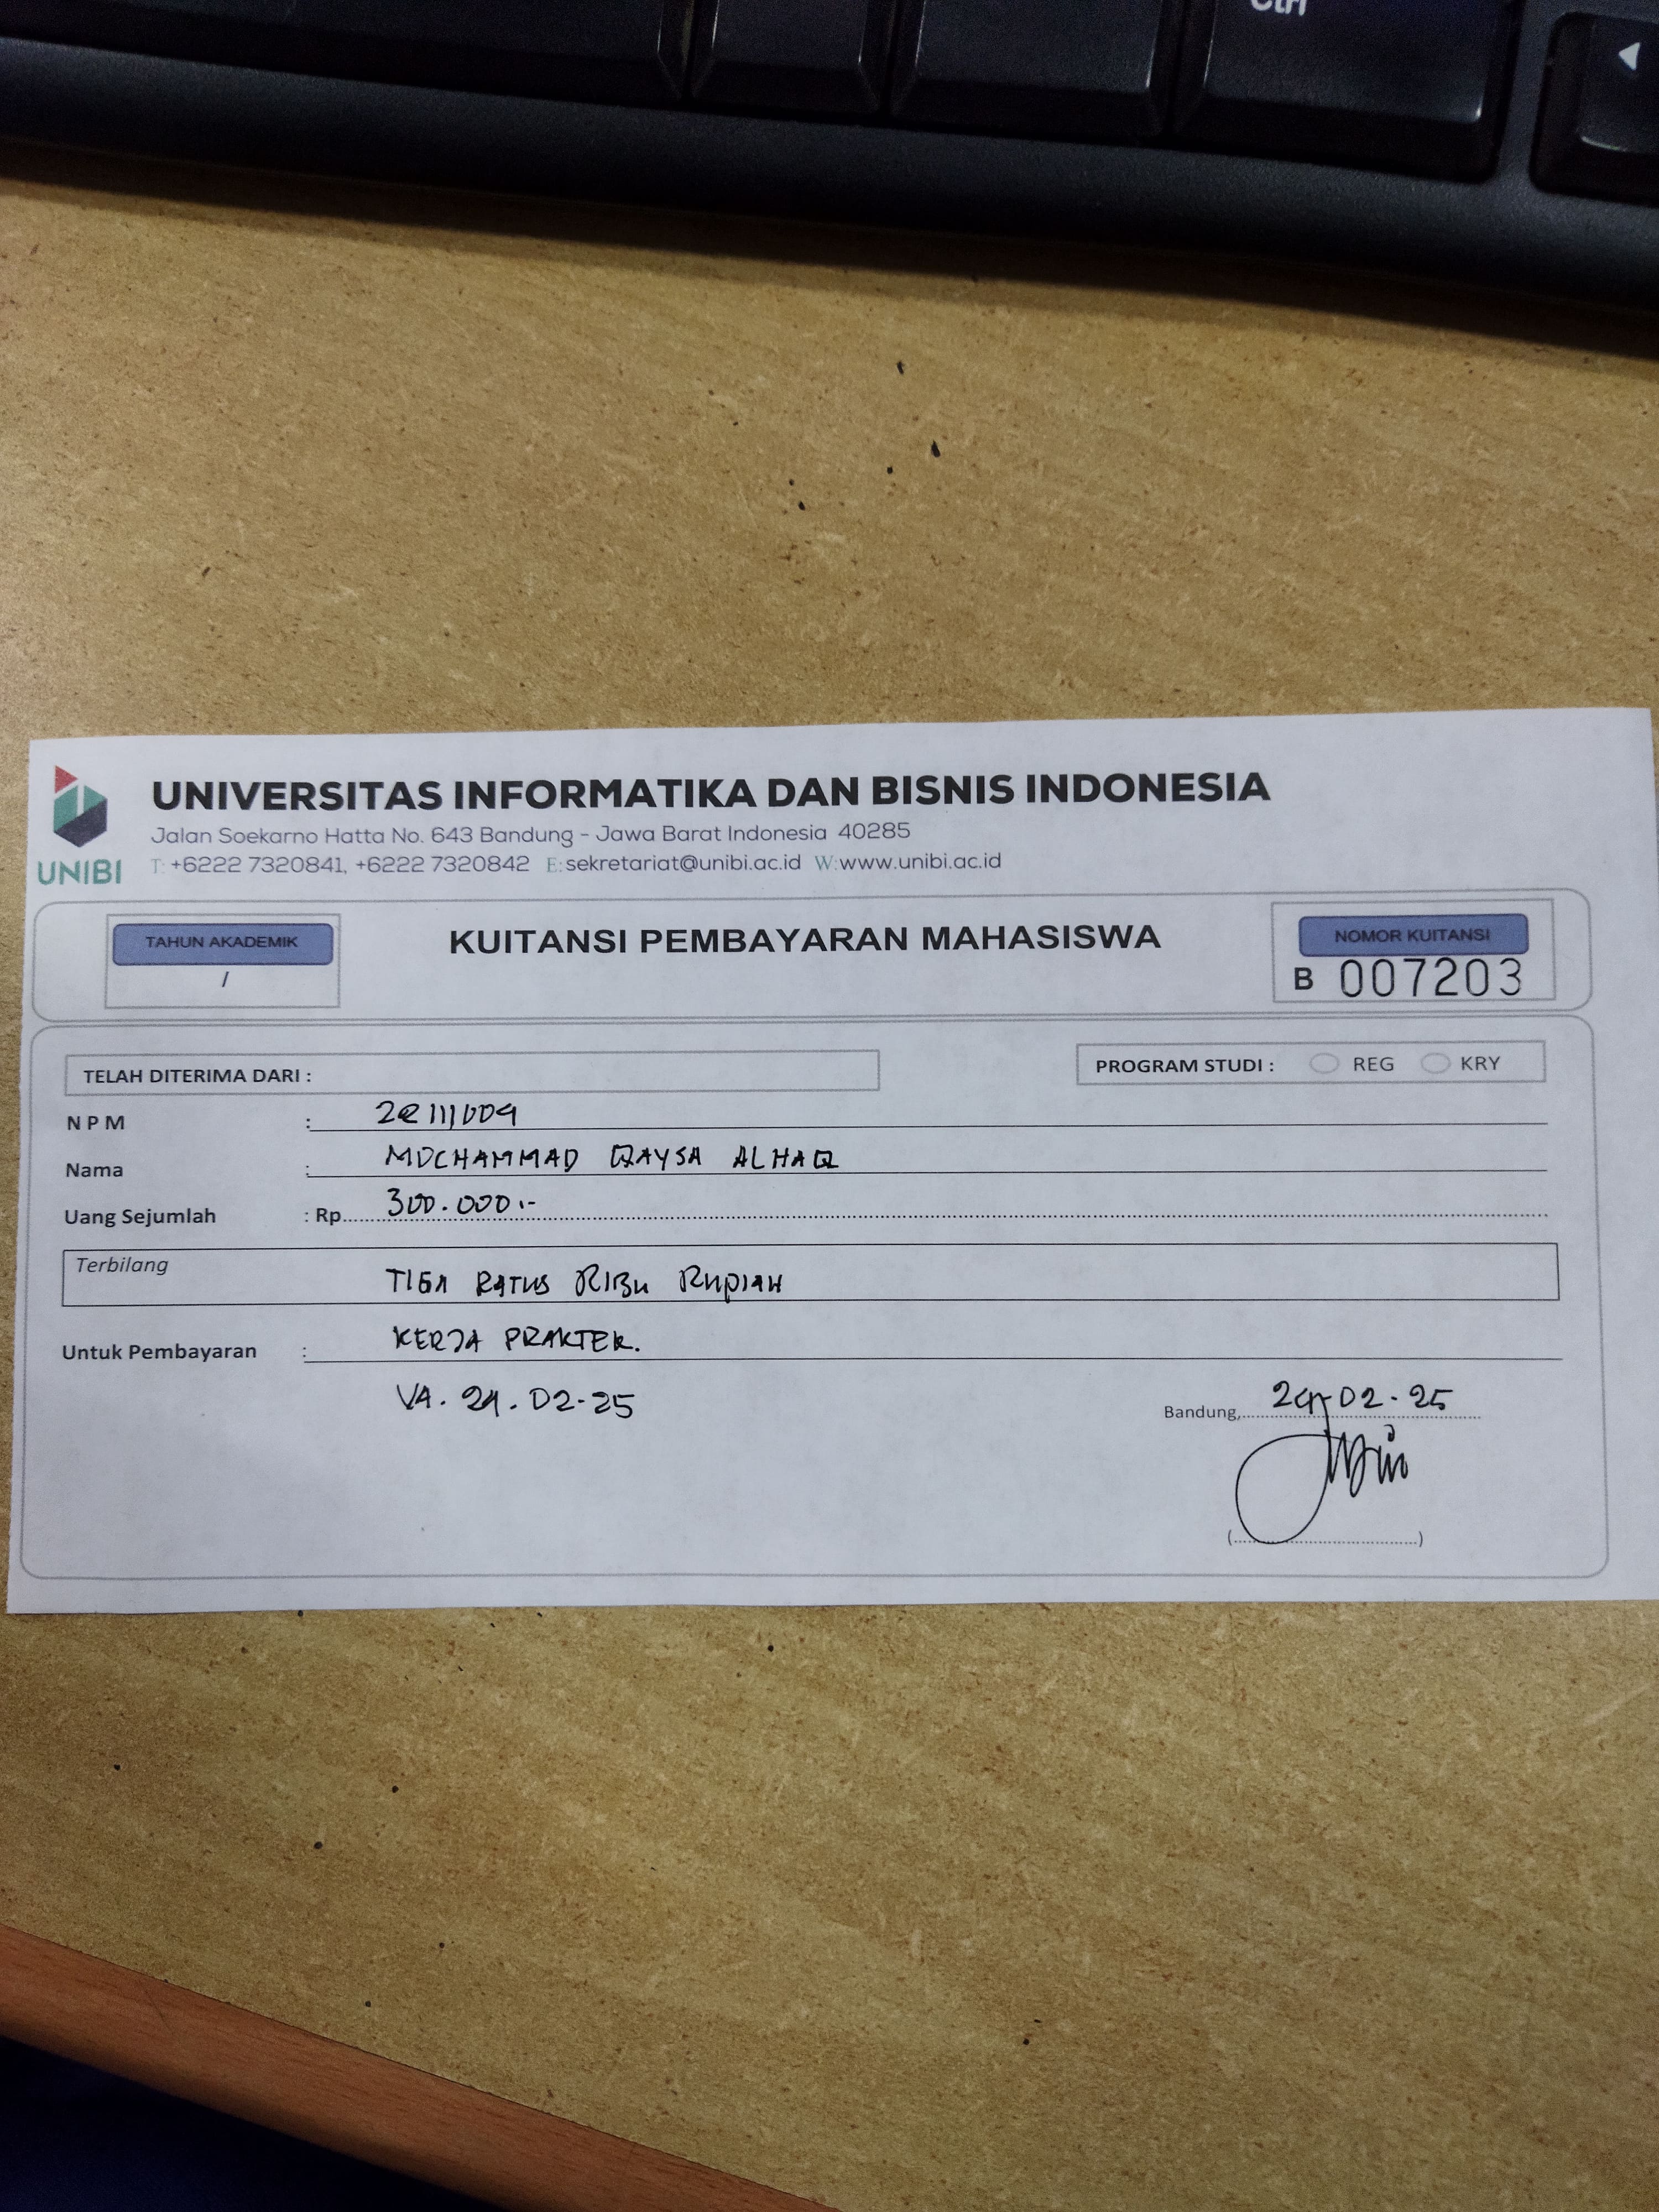 Ctrl
UNIVERSITAS INFORMATIKA DAN BISNIS INDONESIA
Jalan Soekarno Hatta No. 643 Bandung - Jawa Barat Indonesia 40285
UNIBI T: +6222 7320841, +6222 7320842 E: sekretariat@unibi.ac.id W: www.unibi.ac.id
TAHUN AKADEMIK
/
KUITANSI PEMBAYARAN MAHASISWA
NOMOR KUITANSI
B 007203
TELAH DITERIMA DARI :
PROGRAM STUDI : REG KRY
N P M :
Nama : MOCHAMMAD QAYSA ALHAQ
Uang Sejumlah : Rp 300.000.-
Terbilang
TIGA RATUS RIBU RUPIAH
Untuk Pembayaran : KERJA PRAKTEK.
VA. 24.02-25
Bandung, 24-02-25
(....................)